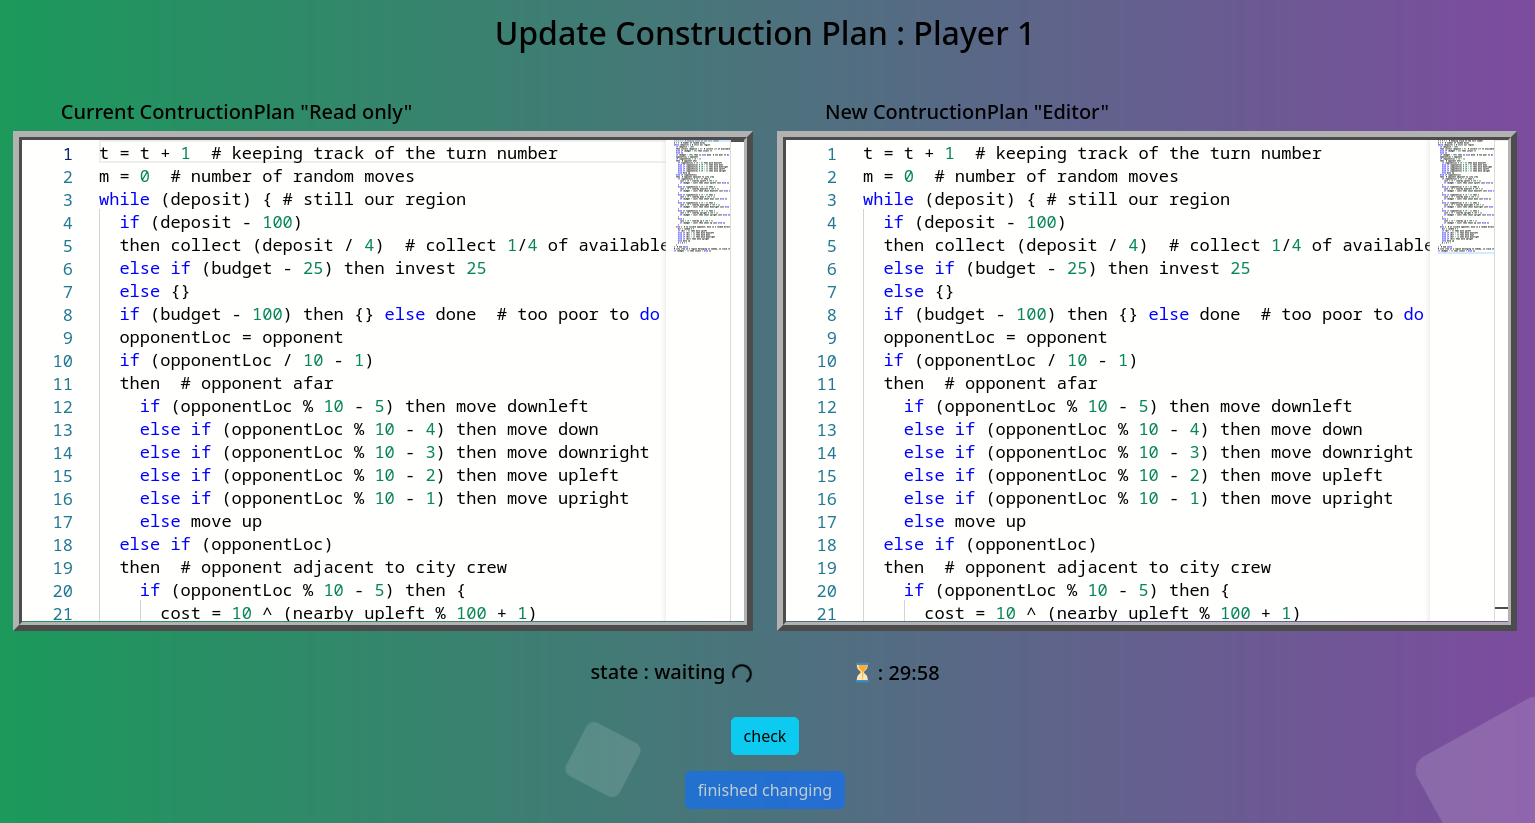 Update Construction Plan : Player 1
Current ContructionPlan "Read only"
1 t = t + 1  # keeping track of the turn number
2 m = 0  # number of random moves
3 while (deposit) { # still our region
4   if (deposit - 100)
5   then collect (deposit / 4)  # collect 1/4 of available
6   else if (budget - 25) then invest 25
7   else {}
8   if (budget - 100) then {} else done  # too poor to do
9   opponentLoc = opponent
10   if (opponentLoc / 10 - 1)
11   then  # opponent afar
12     if (opponentLoc % 10 - 5) then move downleft
13     else if (opponentLoc % 10 - 4) then move down
14     else if (opponentLoc % 10 - 3) then move downright
15     else if (opponentLoc % 10 - 2) then move upleft
16     else if (opponentLoc % 10 - 1) then move upright
17     else move up
18   else if (opponentLoc)
19   then  # opponent adjacent to city crew
20     if (opponentLoc % 10 - 5) then {
21       cost = 10 ^ (nearby upleft % 100 + 1)
New ContructionPlan "Editor"
1 t = t + 1  # keeping track of the turn number
2 m = 0  # number of random moves
3 while (deposit) { # still our region
4   if (deposit - 100)
5   then collect (deposit / 4)  # collect 1/4 of available
6   else if (budget - 25) then invest 25
7   else {}
8   if (budget - 100) then {} else done  # too poor to do
9   opponentLoc = opponent
10   if (opponentLoc / 10 - 1)
11   then  # opponent afar
12     if (opponentLoc % 10 - 5) then move downleft
13     else if (opponentLoc % 10 - 4) then move down
14     else if (opponentLoc % 10 - 3) then move downright
15     else if (opponentLoc % 10 - 2) then move upleft
16     else if (opponentLoc % 10 - 1) then move upright
17     else move up
18   else if (opponentLoc)
19   then  # opponent adjacent to city crew
20     if (opponentLoc % 10 - 5) then {
21       cost = 10 ^ (nearby upleft % 100 + 1)
state : waiting
⏳ : 29:58
check
finished changing